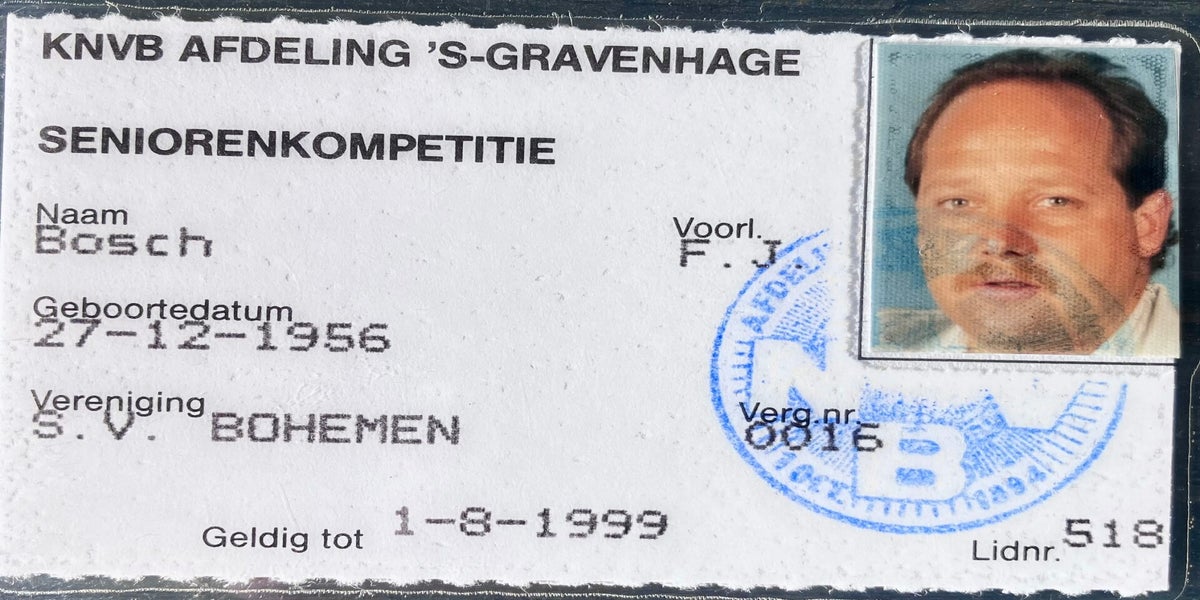 KNVB AFDELING 'S-GRAVENHAGE
SENIORENKOMPETITIE
Naam
Bosch
Voorl.
F.J.
Geboortedatum
27-12-1956
Vereniging
S.V. BOHEMEN
Verg.nr.
0016
Geldig tot 1-8-1999
Lidnr. 518
B
1894